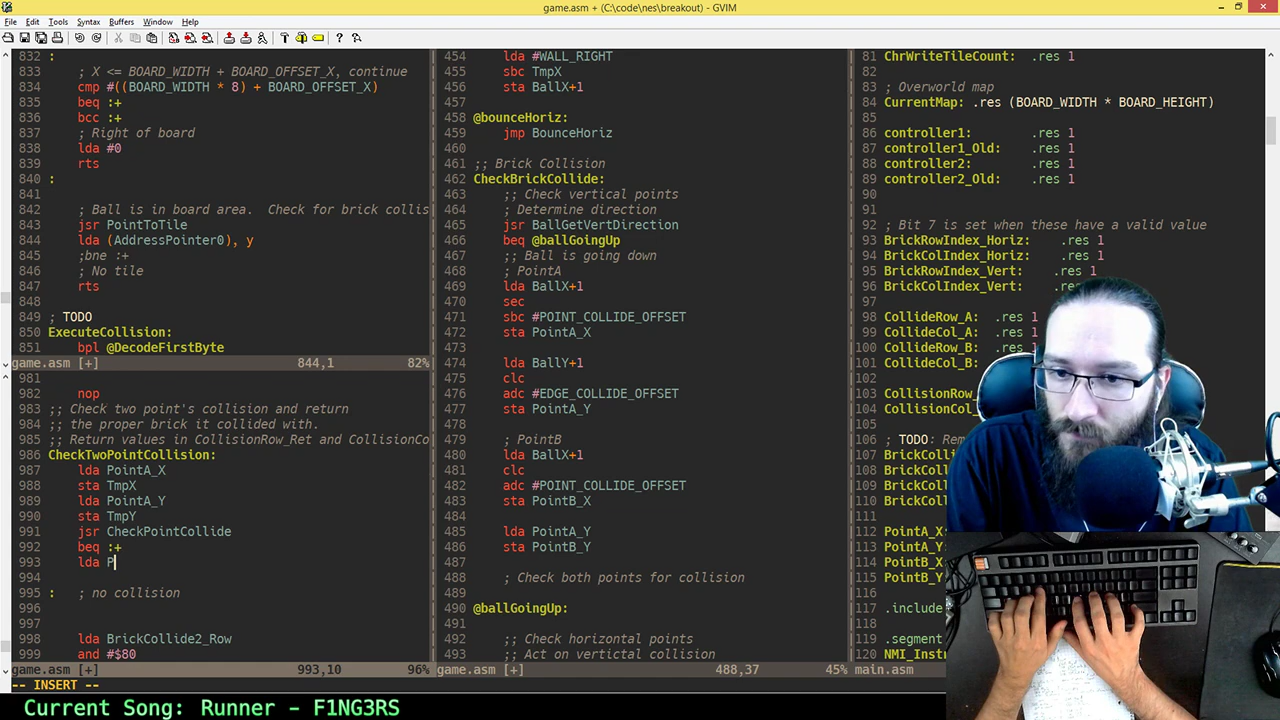 game.asm + (C:\code\nes\breakout) - GVIM
File Edit Tools Syntax Buffers Window Help
832 :
833 ; X <= BOARD_WIDTH + BOARD_OFFSET_X, continue
834 cmp #((BOARD_WIDTH * 8) + BOARD_OFFSET_X)
835 beq :+
836 bcc :+
837 ; Right of board
838 lda #0
839 rts
840 :
841
842 ; Ball is in board area. Check for brick collis
843 jsr PointToTile
844 lda (AddressPointer0), y
845 ;bne :+
846 ; No tile
847 rts
848
849 ; TODO
850 ExecuteCollision:
851 bpl @DecodeFirstByte
game.asm [+] 844,1 82%
981
982 nop
983 ;; Check two point's collision and return
984 ;; the proper brick it collided with.
985 ;; Return values in CollisionRow_Ret and CollisionCo
986 CheckTwoPointCollision:
987 lda PointA_X
988 sta TmpX
989 lda PointA_Y
990 sta TmpY
991 jsr CheckPointCollide
992 beq :+
993 lda P
994
995 : ; no collision
996
997
998 lda BrickCollide2_Row
999 and #$80
game.asm [+] 993,10 96%
-- INSERT --
454 lda #WALL_RIGHT
455 sbc TmpX
456 sta BallX+1
457
458 @bounceHoriz:
459 jmp BounceHoriz
460
461 ;; Brick Collision
462 CheckBrickCollide:
463 ;; Check vertical points
464 ; Determine direction
465 jsr BallGetVertDirection
466 beq @ballGoingUp
467 ;; Ball is going down
468 ; PointA
469 lda BallX+1
470 sec
471 sbc #POINT_COLLIDE_OFFSET
472 sta PointA_X
473
474 lda BallY+1
475 clc
476 adc #EDGE_COLLIDE_OFFSET
477 sta PointA_Y
478
479 ; PointB
480 lda BallX+1
481 clc
482 adc #POINT_COLLIDE_OFFSET
483 sta PointB_X
484
485 lda PointA_Y
486 sta PointB_Y
487
488 ; Check both points for collision
489
490 @ballGoingUp:
491
492 ;; Check horizontal points
493 ;; Act on vertictal collision
game.asm [+] 488,37 45%
81 ChrWriteTileCount: .res 1
82
83 ; Overworld map
84 CurrentMap: .res (BOARD_WIDTH * BOARD_HEIGHT)
85
86 controller1: .res 1
87 controller1_Old: .res 1
88 controller2: .res 1
89 controller2_Old: .res 1
90
91
92 ; Bit 7 is set when these have a valid value
93 BrickRowIndex_Horiz: .res 1
94 BrickColIndex_Horiz: .res 1
95 BrickRowIndex_Vert: .res 1
96 BrickColIndex_Vert: .re
97
98 CollideRow_A: .res 1
99 CollideCol_A: .res
100 CollideRow_B: .res
101 CollideCol_B: .res
102
103 CollisionRow_
104 CollisionCol_
105
106 ; TODO: Rem
107 BrickColl
108 BrickColl
109 BrickColl
110 BrickColl
111
112 PointA_X:
113 PointA_Y:
114 PointB_X:
115 PointB_Y
116
117 .include
118
119 .segment
120 NMI_Instr
main.asm
Current Song: Runner - F1NG3RS